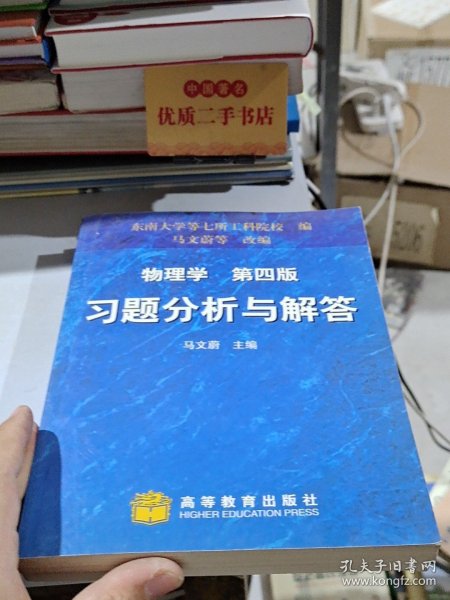 中国著名
优质二手书店
东南大学等七所工科院校 编
马文蔚等 改编
物理学 第四版
习题分析与解答
马文蔚 主编
高等教育出版社
HIGHER EDUCATION PRESS
孔夫子旧书网
www.kongfz.com